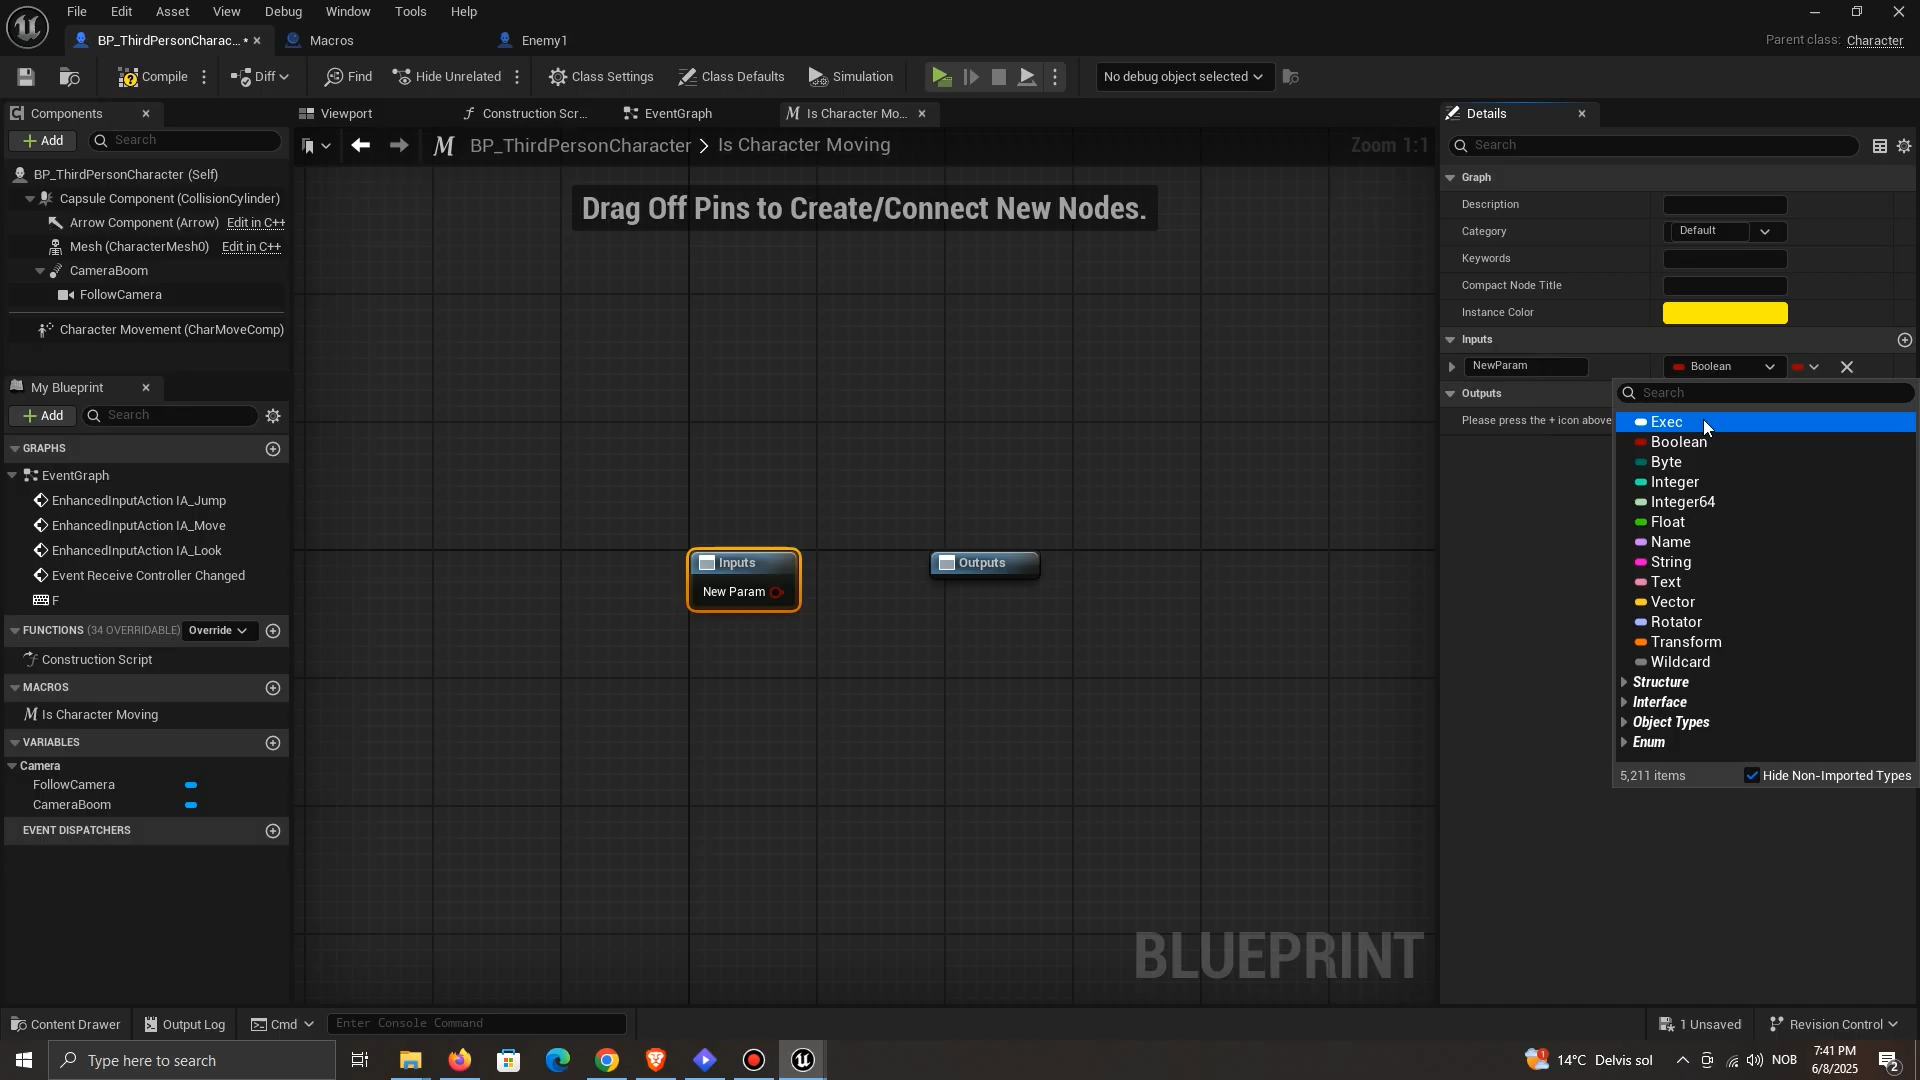 File Edit Asset View Debug Window Tools Help
BP_ThirdPersonCharac... • Macros Enemy1 Parent class: Character
Compile Diff Find Hide Unrelated Class Settings Class Defaults Simulation No debug object selected
Components
Add Search
BP_ThirdPersonCharacter (Self)
Capsule Component (CollisionCylinder)
Arrow Component (Arrow) Edit in C++
Mesh (CharacterMesh0) Edit in C++
CameraBoom
FollowCamera
Character Movement (CharMoveComp)
My Blueprint
Add Search
GRAPHS
EventGraph
EnhancedInputAction IA_Jump
EnhancedInputAction IA_Move
EnhancedInputAction IA_Look
Event Receive Controller Changed
F
FUNCTIONS (34 OVERRIDABLE) Override
Construction Script
MACROS
Is Character Moving
VARIABLES
Camera
FollowCamera
CameraBoom
EVENT DISPATCHERS
Viewport Construction Scr... EventGraph Is Character Mo...
BP_ThirdPersonCharacter > Is Character Moving Zoom 1:1
Drag Off Pins to Create/Connect New Nodes.
Inputs
New Param
Outputs
BLUEPRINT
Details
Search
Graph
Description
Category Default
Keywords
Compact Node Title
Instance Color
Inputs
NewParam Boolean
Outputs
Please press the + icon above
Search
Exec
Boolean
Byte
Integer
Integer64
Float
Name
String
Text
Vector
Rotator
Transform
Wildcard
Structure
Interface
Object Types
Enum
5,211 items Hide Non-Imported Types
Content Drawer Output Log Cmd Enter Console Command 1 Unsaved Revision Control
Type here to search 14°C Delvis sol NOB 7:41 PM
6/8/2025